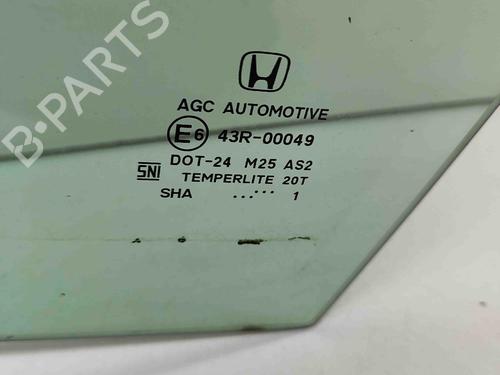 B-PARTS
AGC AUTOMOTIVE
E6 43R-00049
DOT-24 M25 AS2
SNI TEMPERLITE 20T
SHA ...... ...... 1